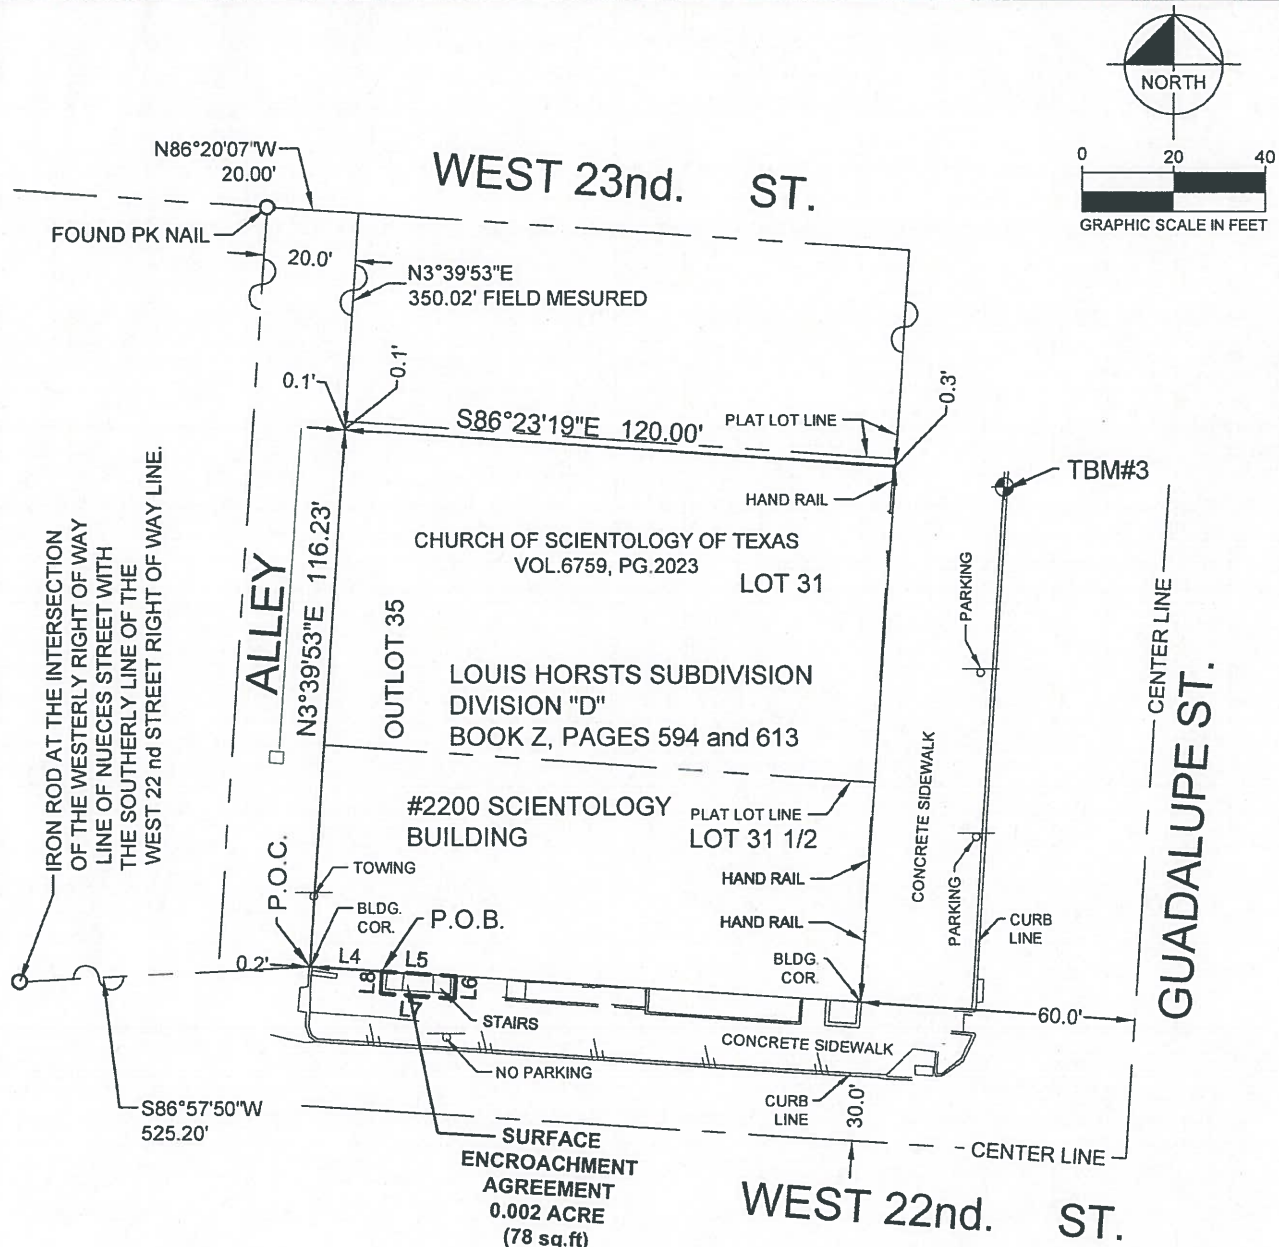 NORTH
0 20 40
GRAPHIC SCALE IN FEET
N86°20'07"W
20.00'
WEST 23nd. ST.
FOUND PK NAIL
20.0'
N3°39'53"E
350.02' FIELD MESURED
0.1'
0.1'
0.3'
S86°23'19"E 120.00'
PLAT LOT LINE
TBM#3
HAND RAIL
IRON ROD AT THE INTERSECTION
OF THE WESTERLY RIGHT OF WAY
LINE OF NUECES STREET WITH
THE SOUTHERLY LINE OF THE
WEST 22 nd STREET RIGHT OF WAY LINE.
ALLEY
N3°39'53"E 116.23'
CHURCH OF SCIENTOLOGY OF TEXAS
VOL.6759, PG.2023
LOT 31
OUTLOT 35
LOUIS HORSTS SUBDIVISION
DIVISION "D"
BOOK Z, PAGES 594 and 613
PARKING
CENTER LINE
GUADALUPE ST.
CONCRETE SIDEWALK
#2200 SCIENTOLOGY
BUILDING
PLAT LOT LINE
LOT 31 1/2
P.O.C.
TOWING
HAND RAIL
PARKING
BLDG.
COR.
P.O.B.
HAND RAIL
CURB
LINE
0.2'
L4
L5
L8
L6
L7
BLDG.
COR.
STAIRS
60.0'
CONCRETE SIDEWALK
NO PARKING
CURB
LINE
30.0'
S86°57'50"W
525.20'
SURFACE
ENCROACHMENT
AGREEMENT
0.002 ACRE
(78 sq.ft)
CENTER LINE
WEST 22nd. ST.